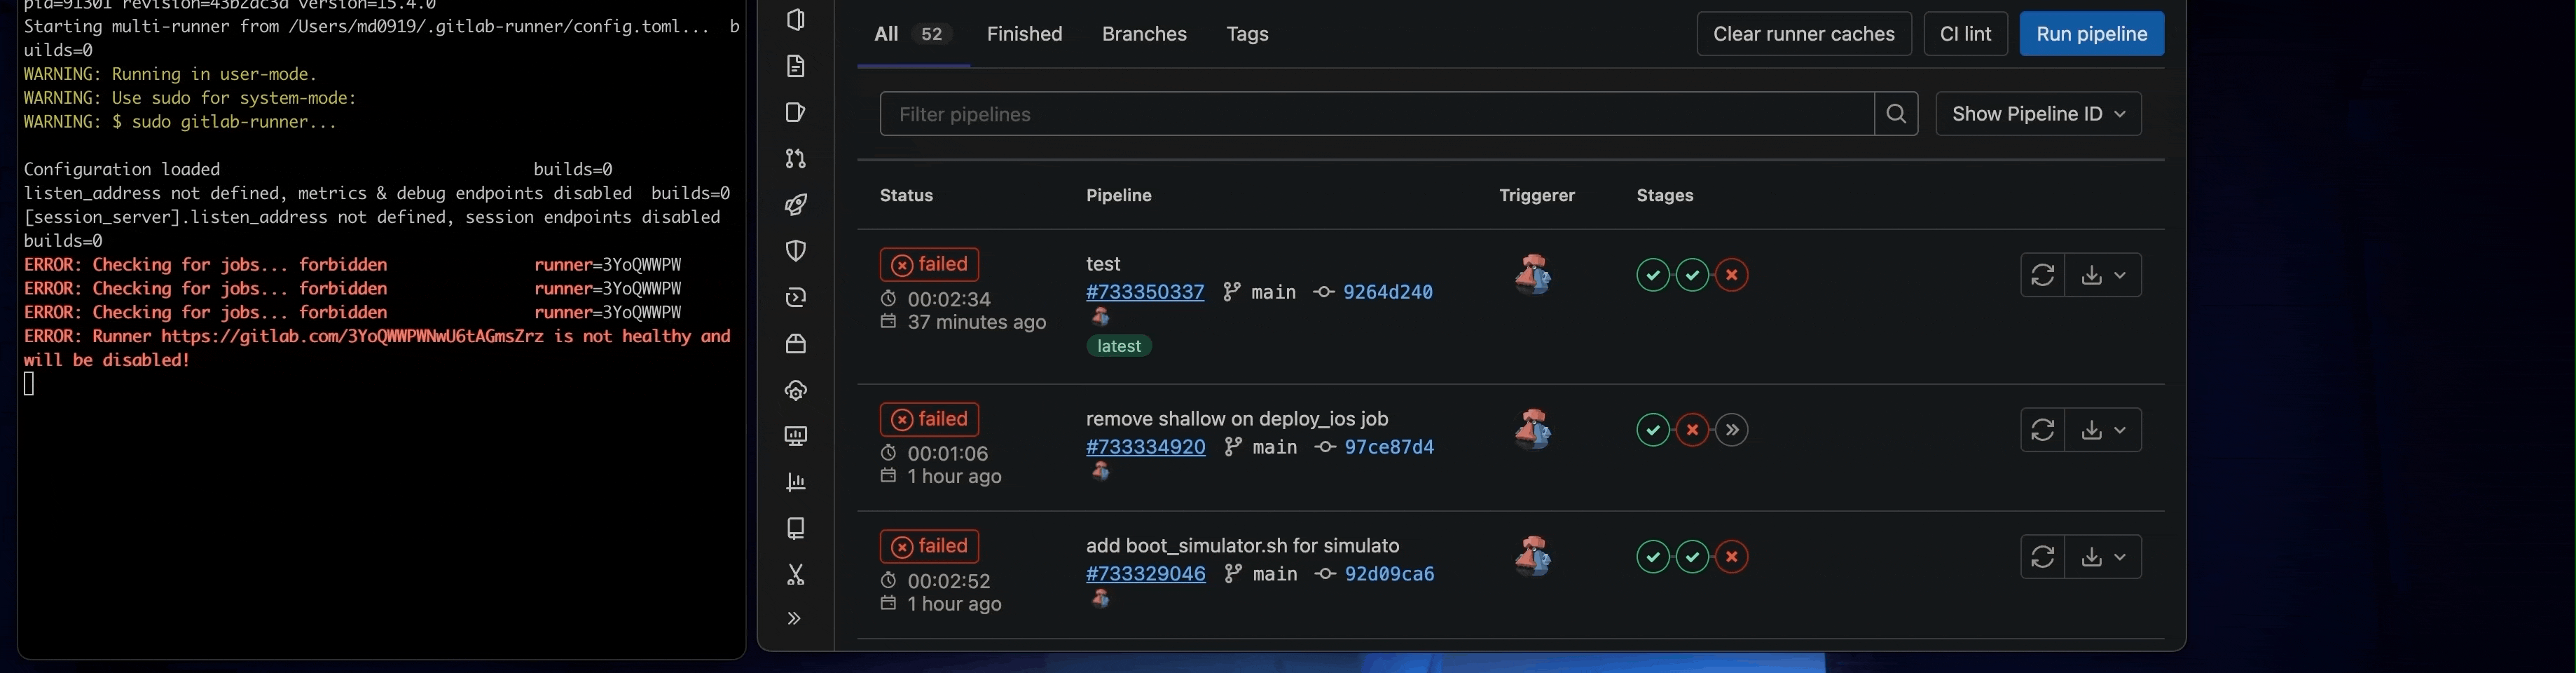 pid=91301 revision=43b2dc3d version=15.4.0
Starting multi-runner from /Users/md0919/.gitlab-runner/config.toml... b
uilds=0
WARNING: Running in user-mode.
WARNING: Use sudo for system-mode:
WARNING: $ sudo gitlab-runner...
Configuration loaded builds=0
listen_address not defined, metrics & debug endpoints disabled builds=0
[session_server].listen_address not defined, session endpoints disabled
builds=0
ERROR: Checking for jobs... forbidden runner=3YoQWWPW
ERROR: Checking for jobs... forbidden runner=3YoQWWPW
ERROR: Checking for jobs... forbidden runner=3YoQWWPW
ERROR: Runner https://gitlab.com/3YoQWWPWNwU6tAGmsZrz is not healthy and
will be disabled!
All 52 Finished Branches Tags Clear runner caches CI lint Run pipeline
Filter pipelines Show Pipeline ID
Status Pipeline Triggerer Stages
failed test
00:02:34 #733350337 main 9264d240
37 minutes ago
latest
failed remove shallow on deploy_ios job
00:01:06 #733334920 main 97ce87d4
1 hour ago
failed add boot_simulator.sh for simulato
00:02:52 #733329046 main 92d09ca6
1 hour ago